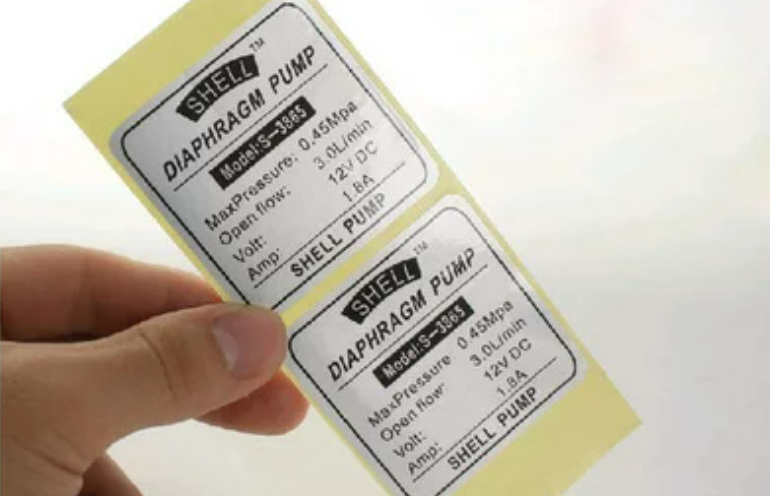 SHELL™
DIAPHRAGM PUMP
Model:S-3865
MaxPressure: 0.45Mpa
Open flow: 3.0L/min
Volt: 12V DC
Amp: 1.8A
SHELL PUMP
SHELL™
DIAPHRAGM PUMP
Model:S-3865
MaxPressure 0.45Mpa
Open flow: 3.0L/min
Volt: 12V DC
Amp: 1.8A
SHELL PUMP